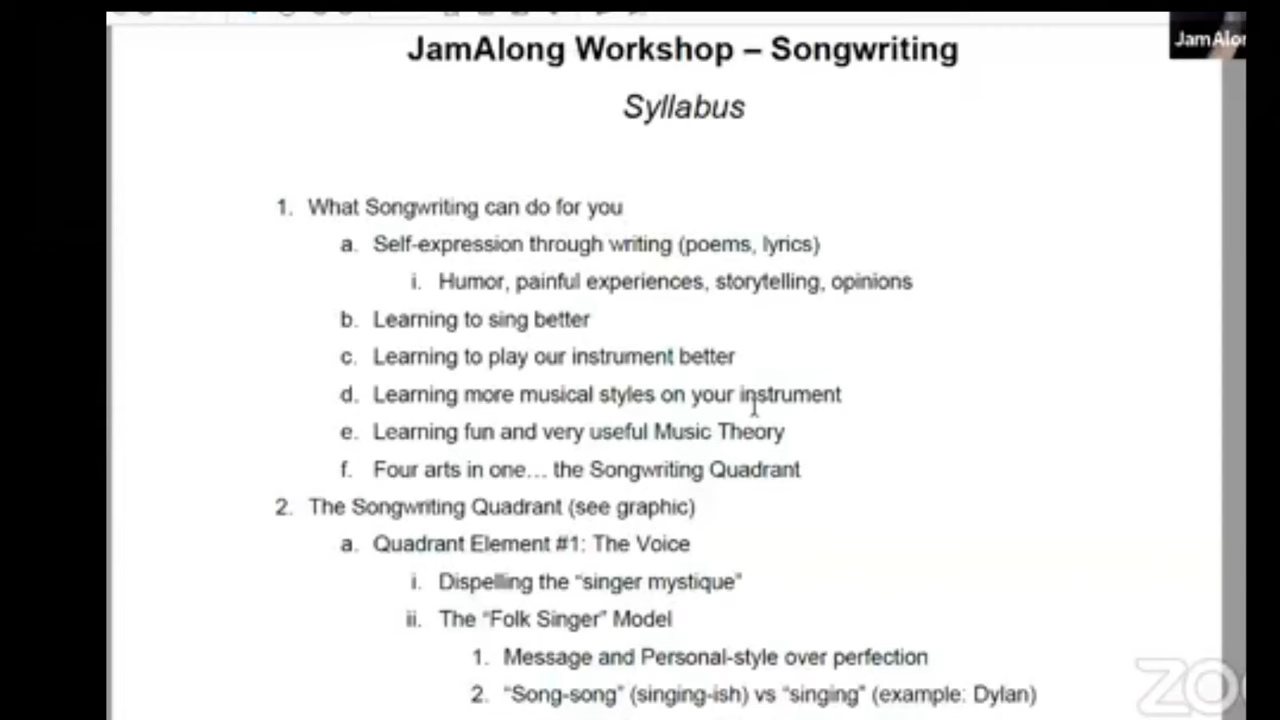 JamAlong Workshop – Songwriting
JamAlor
Syllabus
1. What Songwriting can do for you
a. Self-expression through writing (poems, lyrics)
i. Humor, painful experiences, storytelling, opinions
b. Learning to sing better
c. Learning to play our instrument better
d. Learning more musical styles on your instrument
e. Learning fun and very useful Music Theory
f. Four arts in one... the Songwriting Quadrant
2. The Songwriting Quadrant (see graphic)
a. Quadrant Element #1: The Voice
i. Dispelling the “singer mystique”
ii. The “Folk Singer” Model
1. Message and Personal-style over perfection
2. “Song-song” (singing-ish) vs “singing” (example: Dylan)